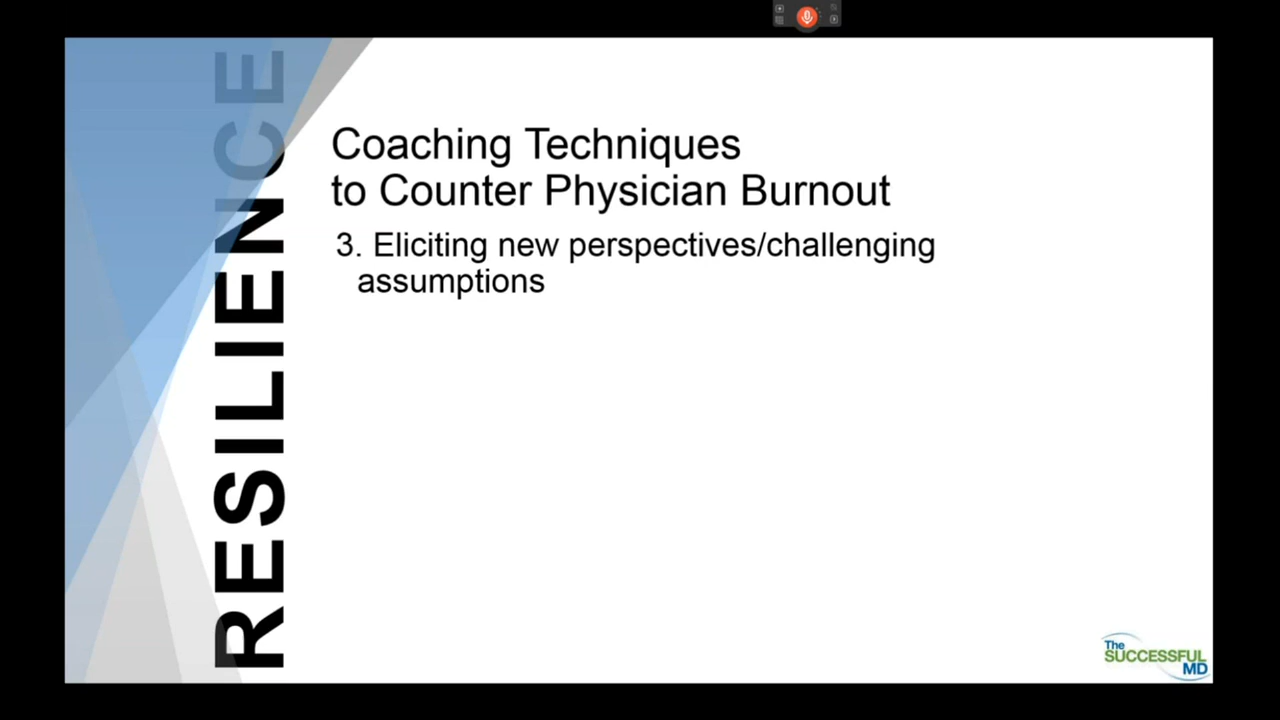 RESILIENCE
Coaching Techniques
to Counter Physician Burnout
3. Eliciting new perspectives/challenging
assumptions
The
SUCCESSFUL
MD